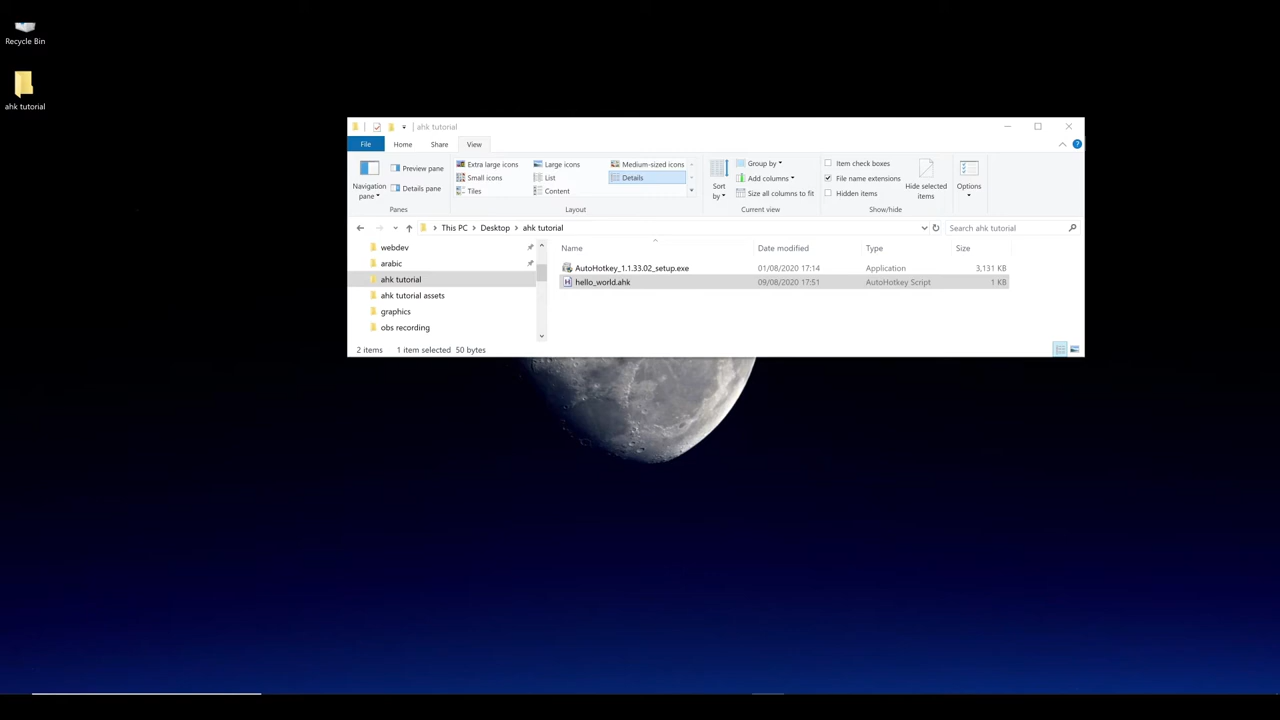 Recycle Bin
ahk tutorial
ahk tutorial
File Home Share View
Navigation pane
Preview pane
Details pane
Panes
Extra large icons Large icons Medium-sized icons
Small icons List Details
Tiles Content
Layout
Sort by
Group by
Add columns
Size all columns to fit
Current view
Item check boxes
File name extensions
Hidden items
Hide selected items
Show/hide
Options
This PC Desktop ahk tutorial
Search ahk tutorial
webdev
arabic
ahk tutorial
ahk tutorial assets
graphics
obs recording
Name Date modified Type Size
AutoHotkey_1.1.33.02_setup.exe 01/08/2020 17:14 Application 3,131 KB
hello_world.ahk 09/08/2020 17:51 AutoHotkey Script 1 KB
2 items 1 item selected 50 bytes